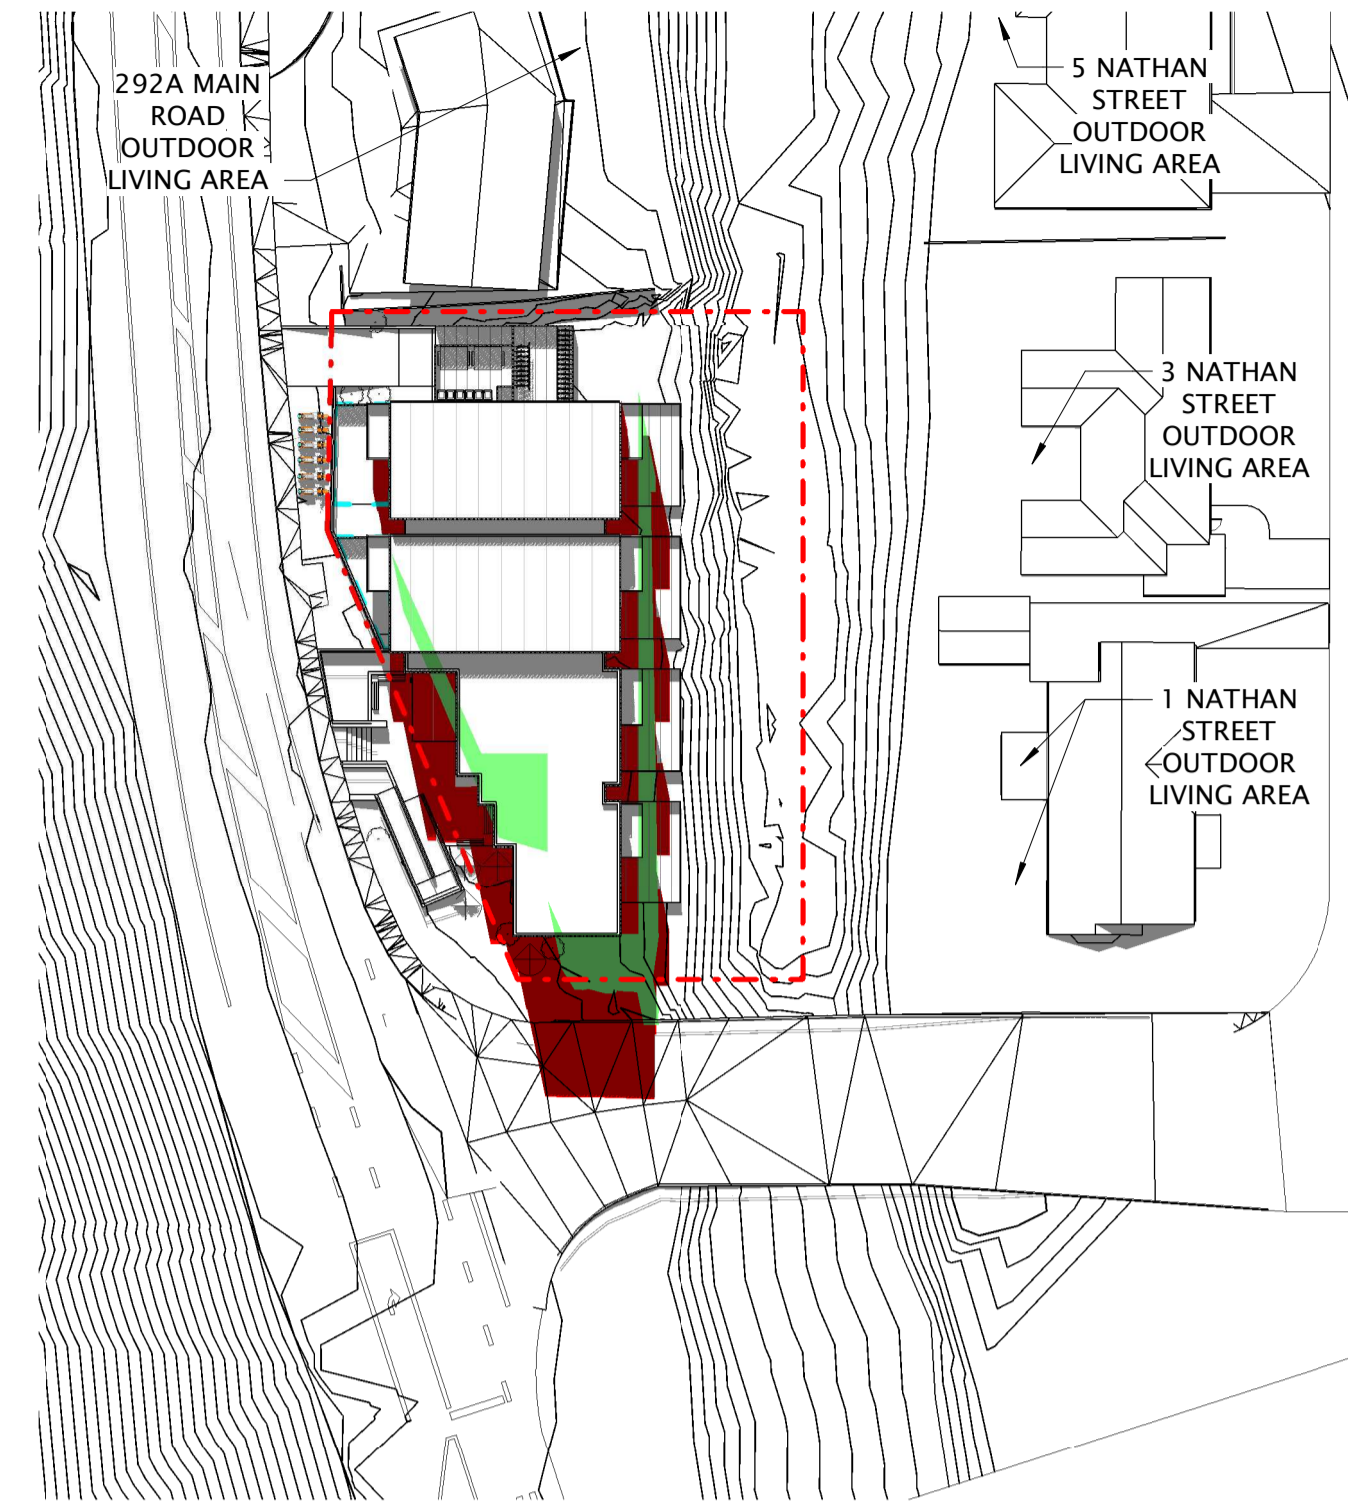 292A MAIN
ROAD
OUTDOOR
LIVING AREA
5 NATHAN
STREET
OUTDOOR
LIVING AREA
3 NATHAN
STREET
OUTDOOR
LIVING AREA
1 NATHAN
STREET
OUTDOOR
LIVING AREA